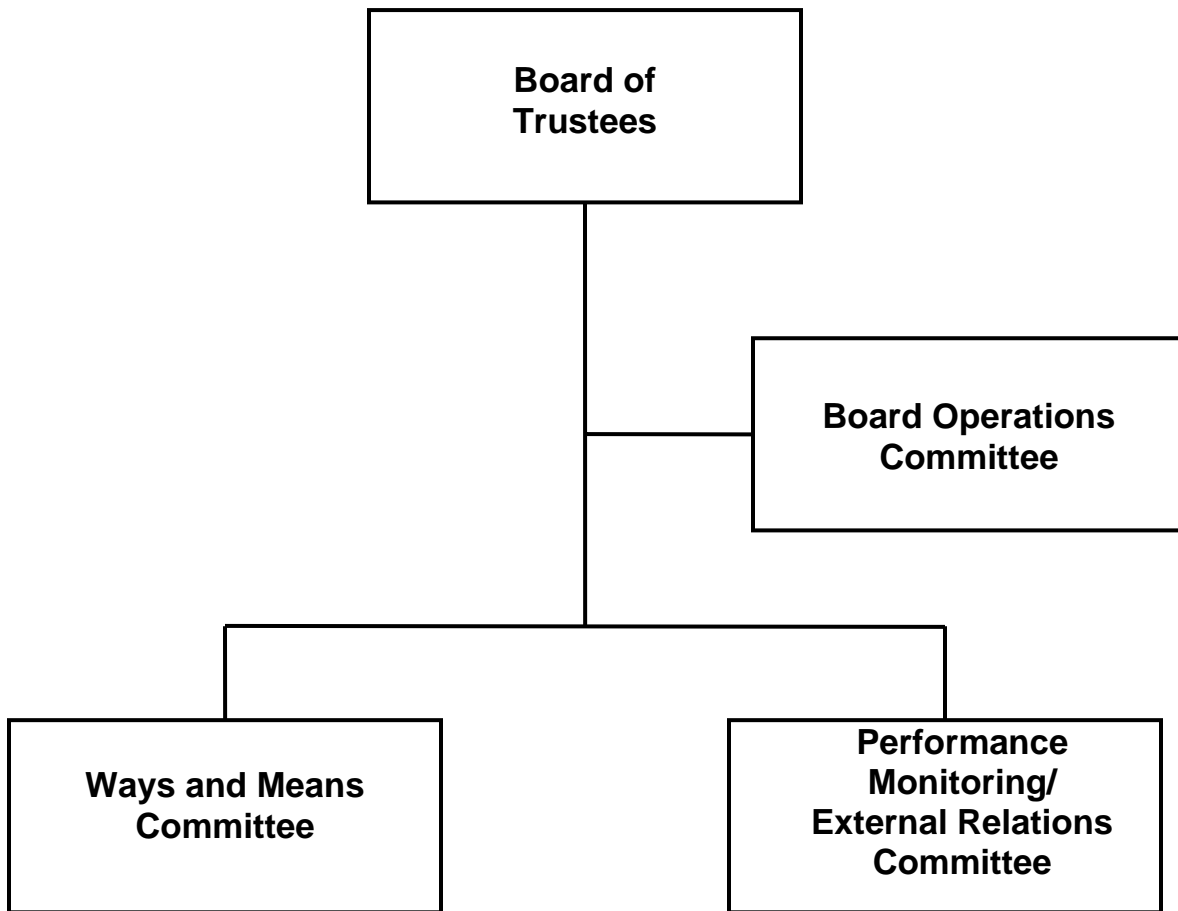 Board of
Trustees
Board Operations
Committee
Ways and Means
Committee
Performance
Monitoring/
External Relations
Committee